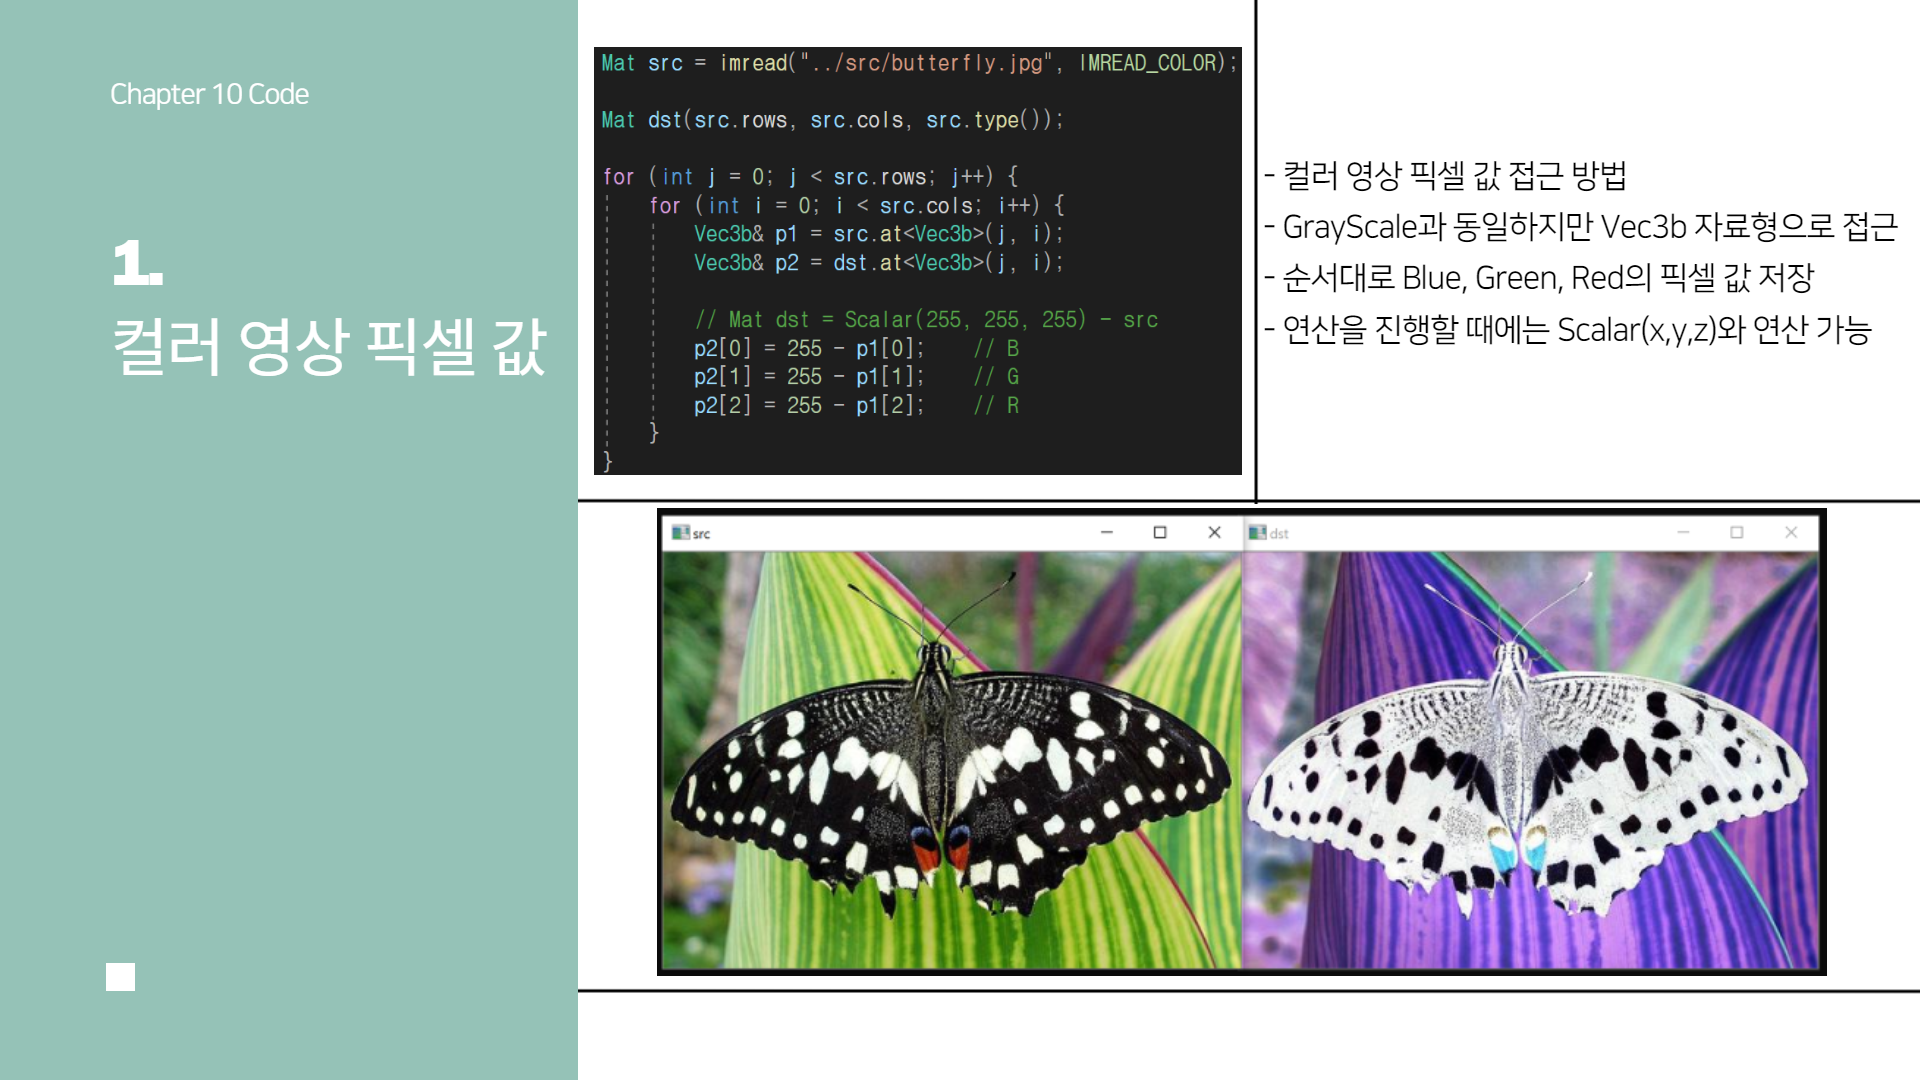 Chapter 10 Code
1.
컬러 영상 픽셀 값
Mat src = imread("../src/butterfly.jpg", IMREAD_COLOR);
Mat dst(src.rows, src.cols, src.type());
for (int j = 0; j < src.rows; j++) {
for (int i = 0; i < src.cols; i++) {
Vec3b& p1 = src.at<Vec3b>(j, i);
Vec3b& p2 = dst.at<Vec3b>(j, i);
// Mat dst = Scalar(255, 255, 255) - src
p2[0] = 255 - p1[0]; // B
p2[1] = 255 - p1[1]; // G
p2[2] = 255 - p1[2]; // R
}
}
- 컬러 영상 픽셀 값 접근 방법
- GrayScale과 동일하지만 Vec3b 자료형으로 접근
- 순서대로 Blue, Green, Red의 픽셀 값 저장
- 연산을 진행할 때에는 Scalar(x,y,z)와 연산 가능
src
dst